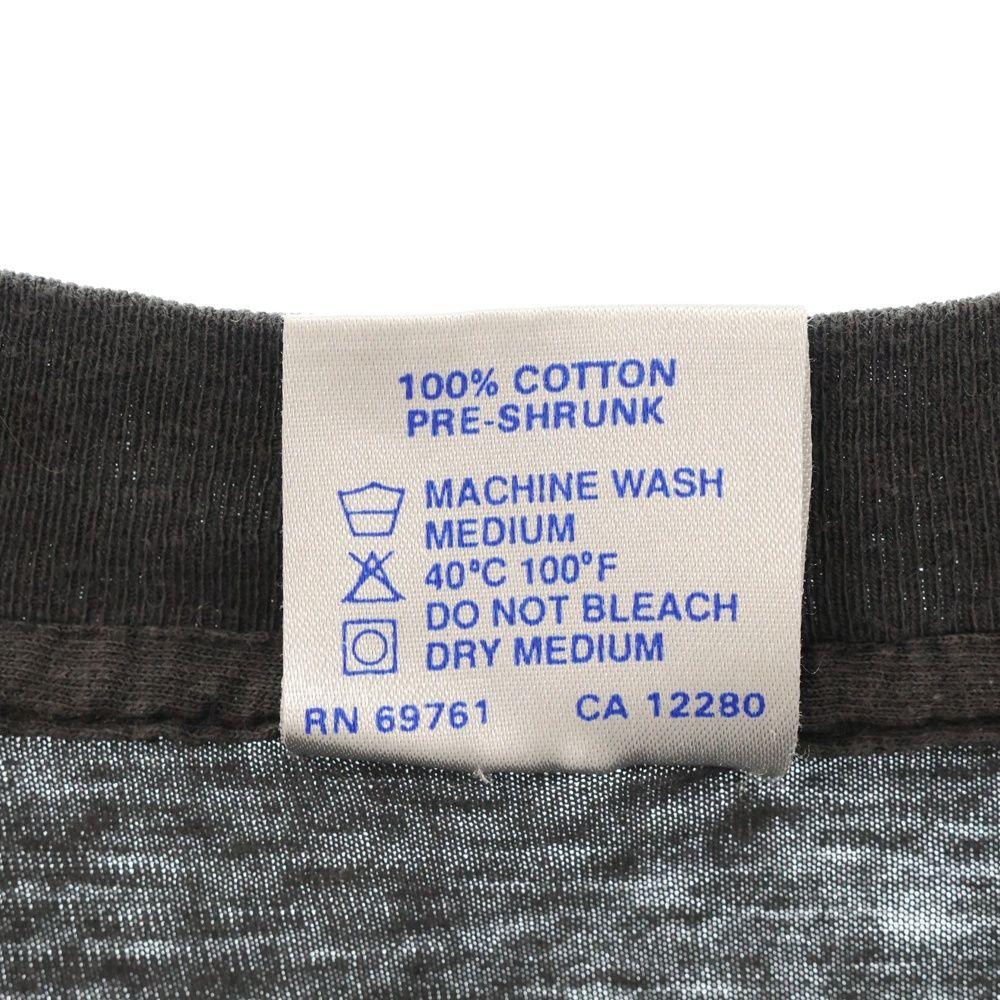 100% COTTON
PRE-SHRUNK
MACHINE WASH
MEDIUM
40°C 100°F
DO NOT BLEACH
DRY MEDIUM
RN 69761 CA 12280